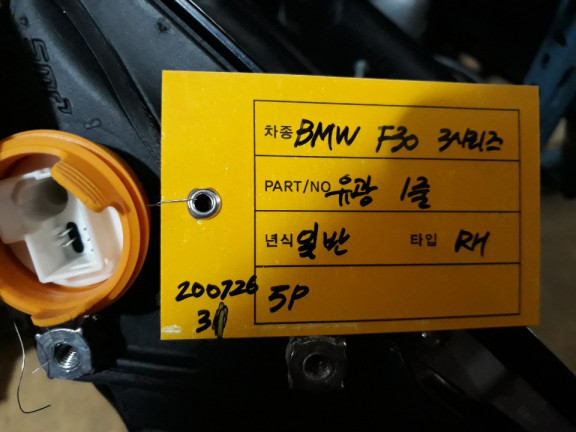 차종 BMW F30 3시리즈
PART/NO 유광 1줄
년식 일반 타입 RH
5P
200726
31